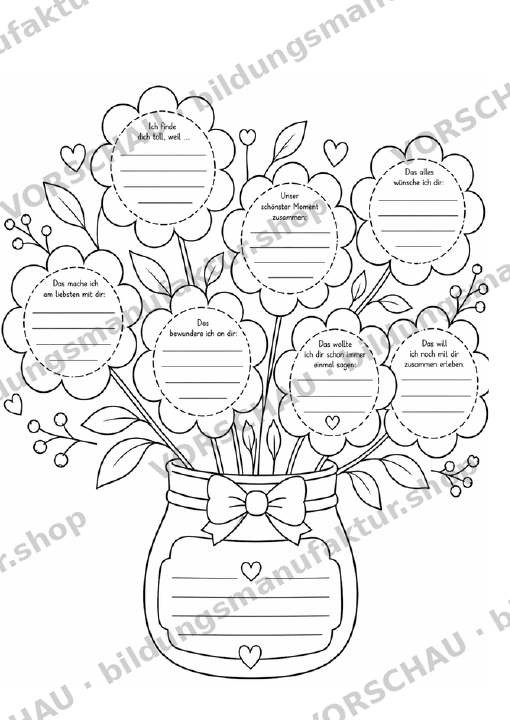 Ich finde
dich toll, weil ...
Das alles
wünsche ich dir:
Unser
schönster Moment
zusammen:
Das mache ich
am liebsten mit dir:
Das
bewundere ich an dir:
Das wollte
ich dir schon immer
einmal sagen:
Das will
ich noch mit dir
zusammen erleben:
VORSCHAU · bildungsmanufaktur.shop